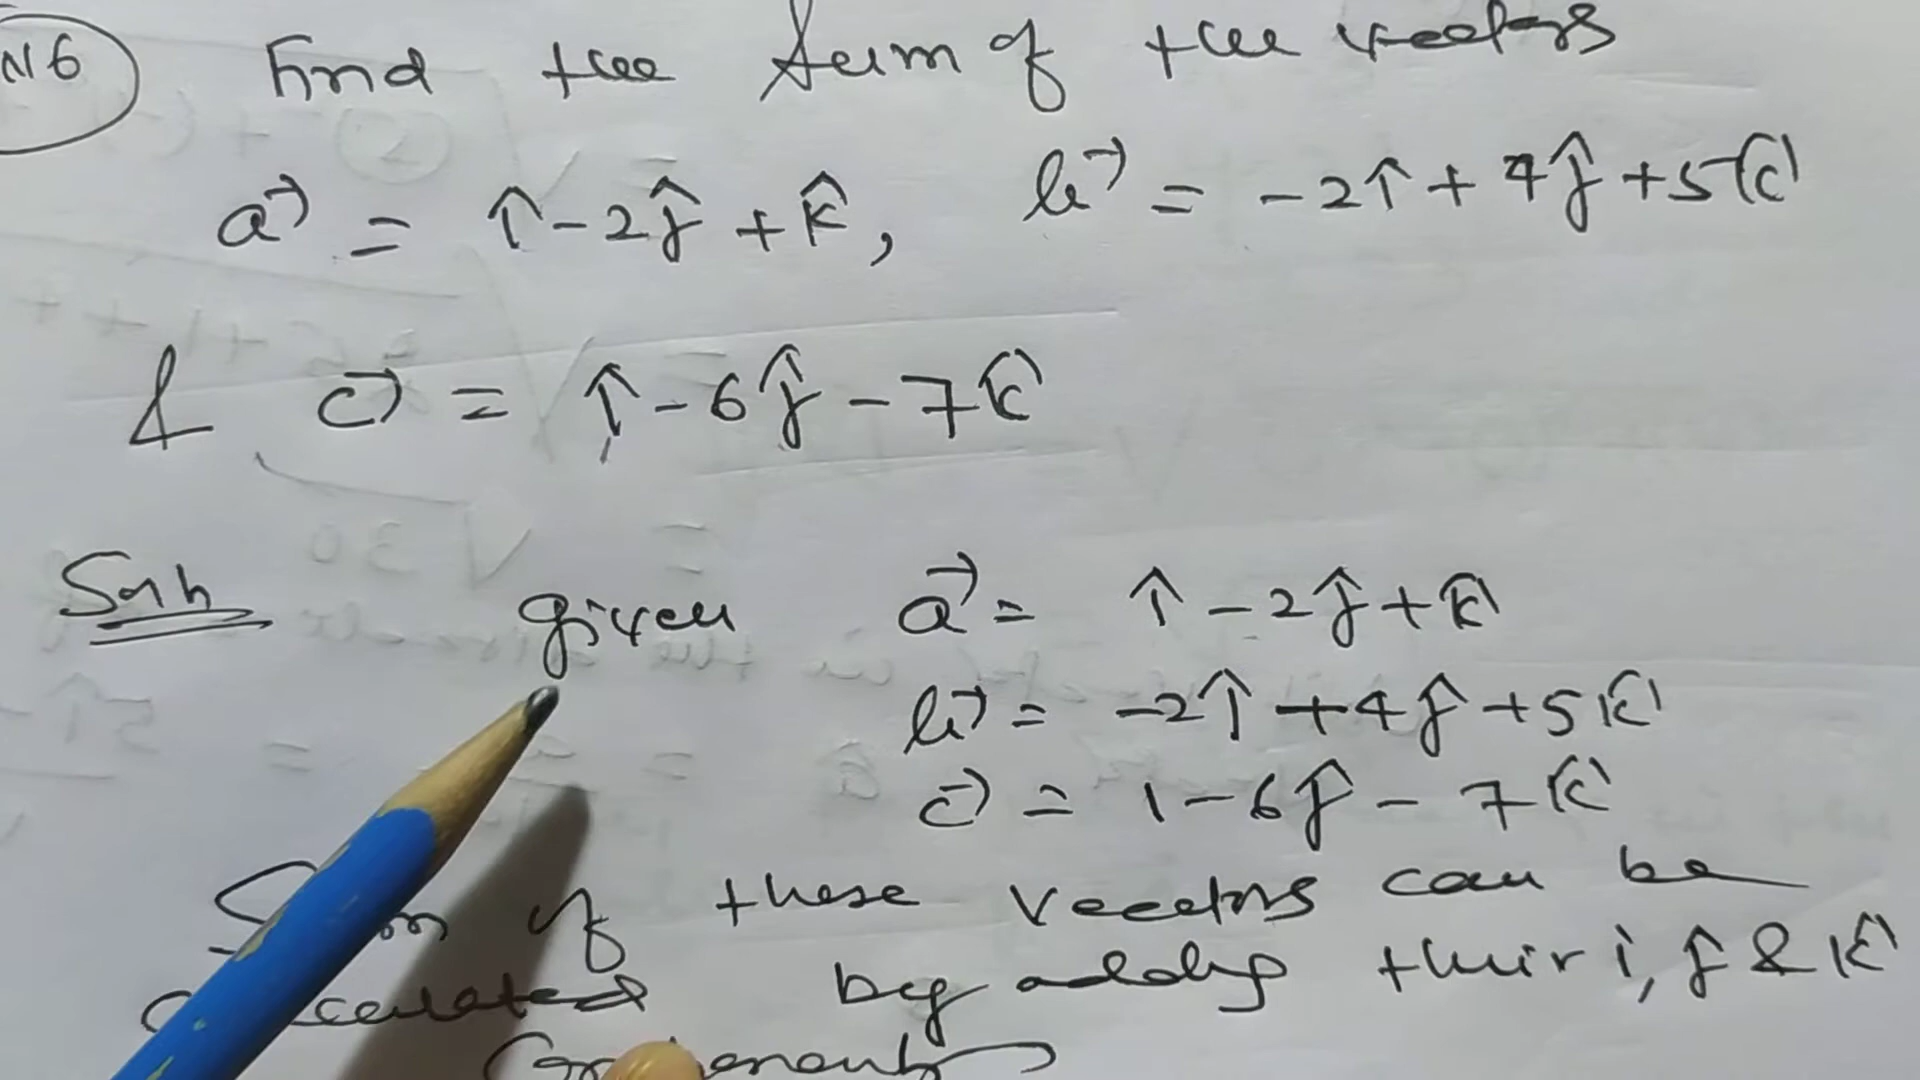 N6 Find the Sum of the vectors
a⃗ = î - 2ĵ + k̂, b⃗ = -2î + 4ĵ + 5k̂
& c⃗ = î - 6ĵ - 7k̂
Soln given a⃗ = î - 2ĵ + k̂
b⃗ = -2î + 4ĵ + 5k̂
c⃗ = 1 - 6ĵ - 7k̂
of these vectors can be
by adding their i, ĵ & k̂